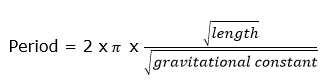 Period = 2 x π x √length / √gravitational constant